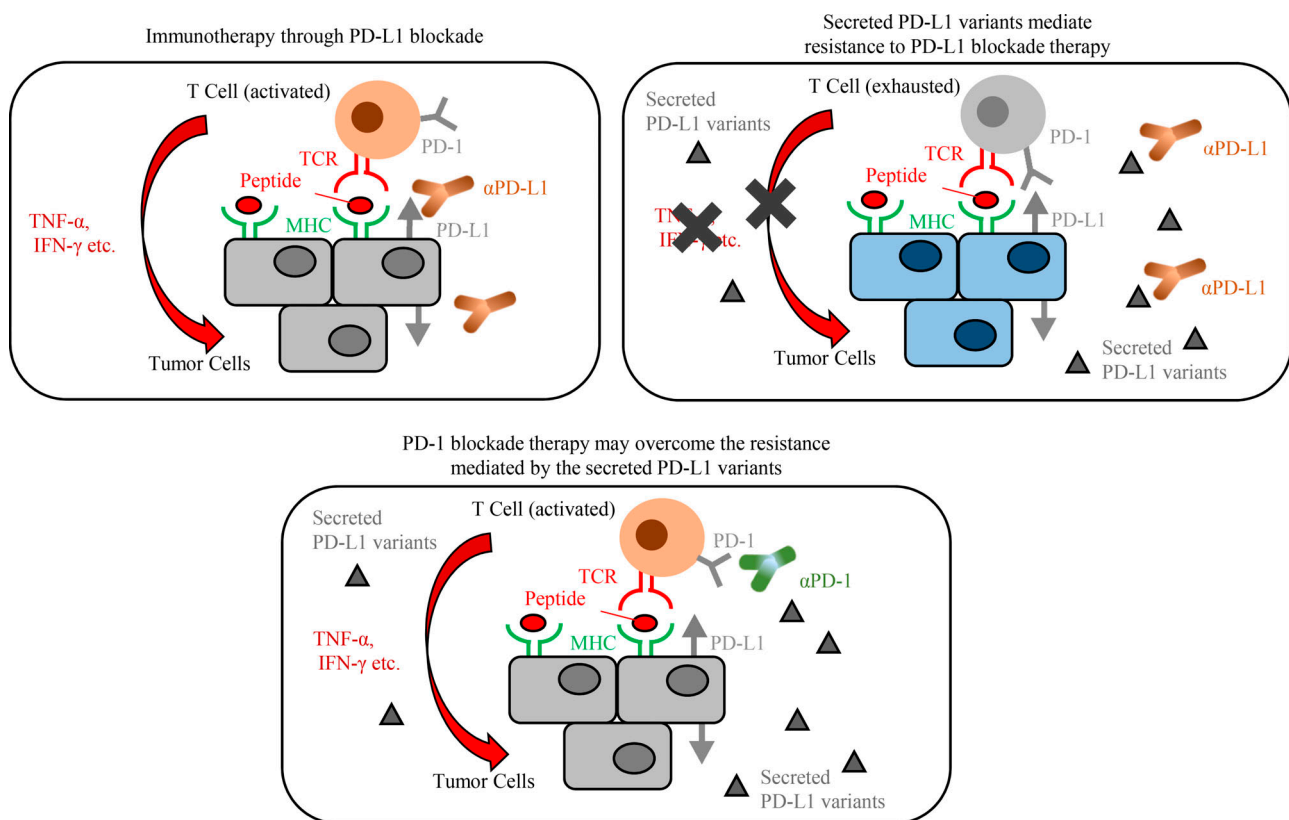 Immunotherapy through PD-L1 blockade
T Cell (activated)
PD-1
TCR
Peptide
αPD-L1
TNF-α,
IFN-γ etc.
MHC
PD-L1
Tumor Cells
Secreted PD-L1 variants mediate
resistance to PD-L1 blockade therapy
T Cell (exhausted)
Secreted
PD-L1 variants
PD-1
αPD-L1
TCR
Peptide
IFN-γ etc.
MHC
PD-L1
αPD-L1
Tumor Cells
Secreted
PD-L1 variants
PD-1 blockade therapy may overcome the resistance
mediated by the secreted PD-L1 variants
T Cell (activated)
Secreted
PD-L1 variants
PD-1
αPD-1
TCR
Peptide
TNF-α,
IFN-γ etc.
MHC
PD-L1
Tumor Cells
Secreted
PD-L1 variants